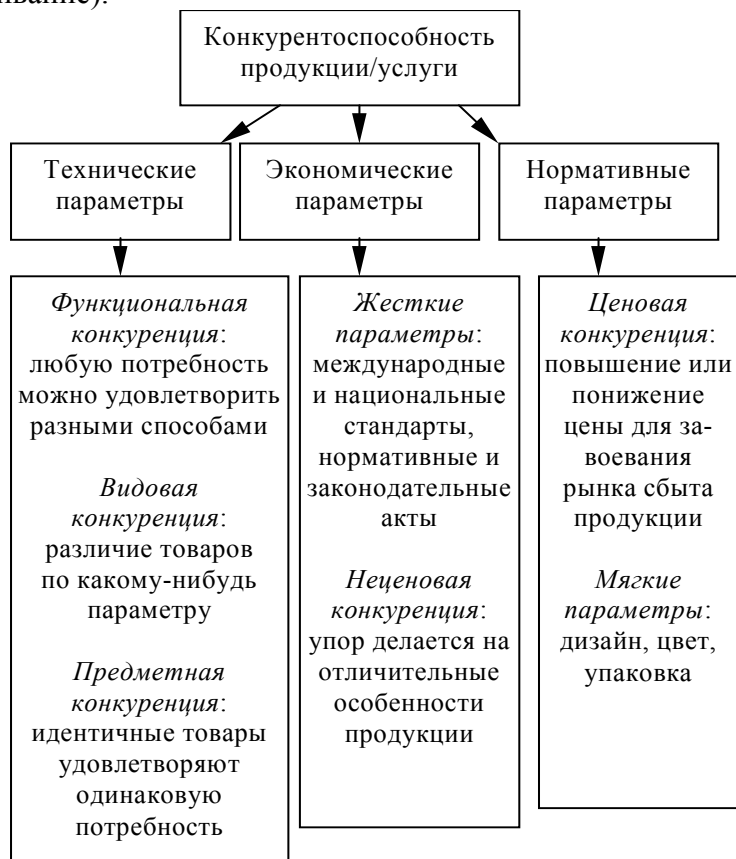 ивание).
Конкурентоспособность
продукции/услуги
Технические
параметры
Экономические
параметры
Нормативные
параметры
Функциональная
конкуренция:
любую потребность
можно удовлетворить
разными способами
Видовая
конкуренция:
различие товаров
по какому-нибудь
параметру
Предметная
конкуренция:
идентичные товары
удовлетворяют
одинаковую
потребность
Жесткие
параметры:
международные
и национальные
стандарты,
нормативные и
законодательные
акты
Неценовая
конкуренция:
упор делается на
отличительные
особенности
продукции
Ценовая
конкуренция:
повышение или
понижение
цены для за-
воевания
рынка сбыта
продукции
Мягкие
параметры:
дизайн, цвет,
упаковка